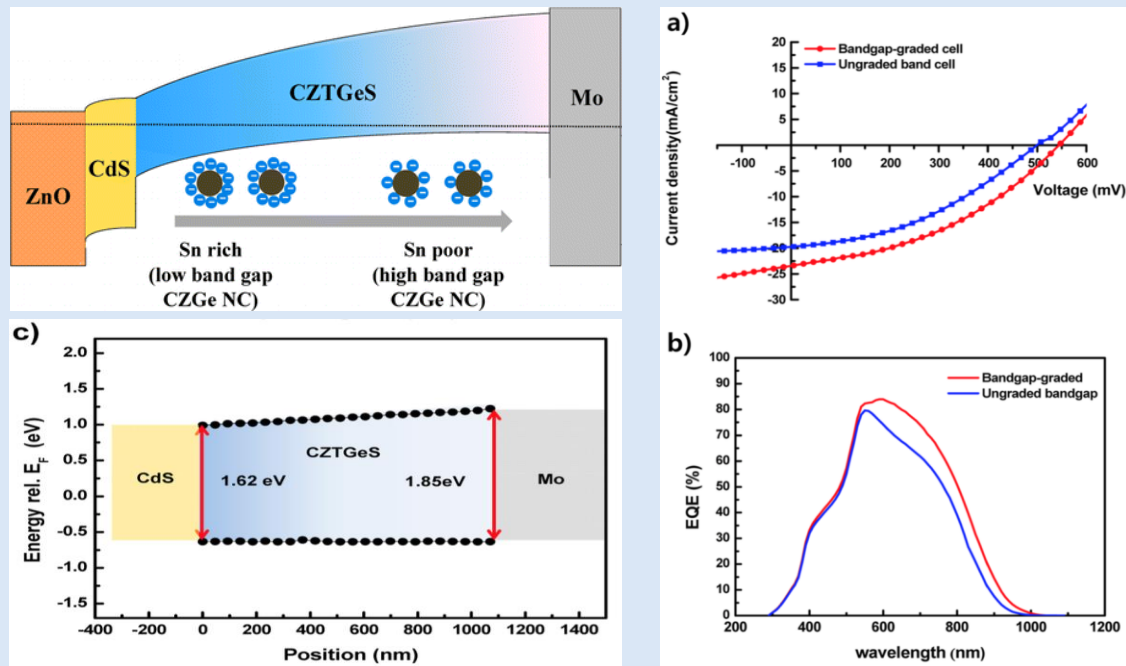 CZTGeS
Mo
CdS
ZnO
Sn rich
(low band gap
CZGe NC)
Sn poor
(high band gap
CZGe NC)
a)
Current density(mA/cm²)
20
15
10
5
-5
-10
-15
-20
-25
-30
Bandgap-graded cell
Ungraded band cell
-100 0 100 200 300 400 500 600
Voltage (mV)
c)
Energy rel. E_F (eV)
2.0
1.5
1.0
0.5
0.0
-0.5
-1.0
-1.5
CdS
CZTGeS
1.62 eV
1.85eV
Mo
-400 -200 0 200 400 600 800 1000 1200 1400
Position (nm)
b)
EQE (%)
100
90
80
70
60
50
40
30
20
10
0
Bandgap-graded
Ungraded bandgap
200 400 600 800 1000 1200
wavelength (nm)